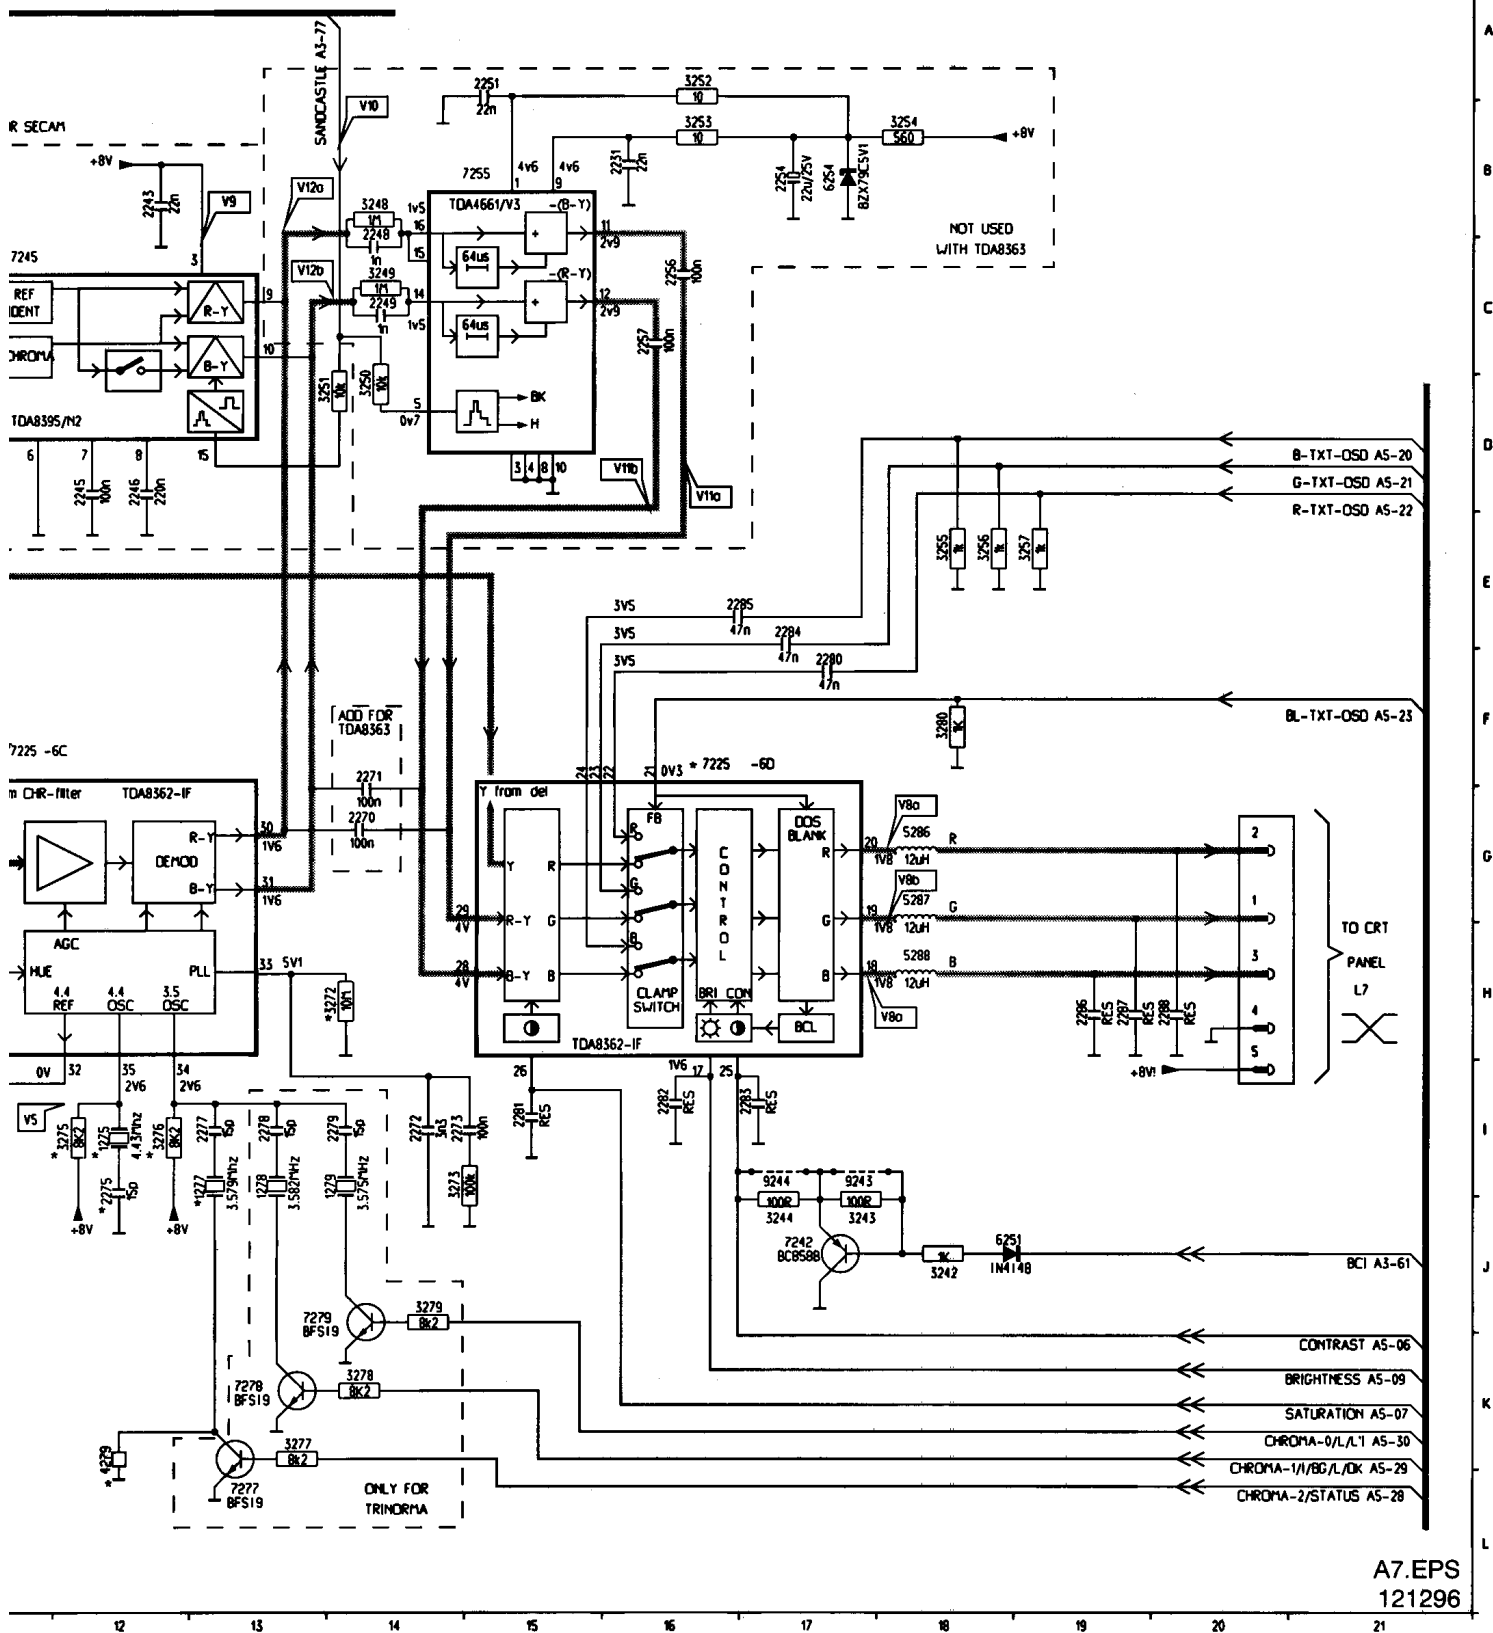 A
SANDCASTLE A3-77
V10
2251
22n
3252
10
R SECAM
3253
10
3254
560
+8V
+8V
2243
22n
V9
V12a
7255
4v6
4v6
1
9
2231
22n
2254
22u/25V
6254
BZX79C5V1
B
TDA4661/V3
-(B-Y)
3248
1M
2248
1n
1v5
16
15
64us
+
11
2v9
NOT USED
WITH TDA8363
7245
3
V12b
3249
1M
2249
1n
14
1v5
-(R-Y)
64us
+
12
2v9
2256
100n
REF
IDENT
R-Y
9
C
CHROMA
B-Y
10
2257
100n
3251
10k
3250
10k
5
0v7
BK
H
TDA8395/N2
6
7
8
15
3
4
8
10
V11b
V11a
D
B-TXT-OSD A5-20
G-TXT-OSD A5-21
R-TXT-OSD A5-22
2245
100n
2246
220n
3255
1k
3256
1k
3257
1k
E
3V5
2285
47n
3V5
2284
47n
3V5
2280
47n
ADD FOR
TDA8363
3280
1K
BL-TXT-OSD A5-23
F
7225 -6C
24
23
22
21
0V3
* 7225 -6D
CHR-filter
TDA8362-IF
2271
100n
2270
100n
Y from del
FB
DOS
BLANK
V8a
R-Y
DEMOD
B-Y
30
1V6
31
1V6
Y
R
R-Y
G
B-Y
B
R
G
B
CONTROL
R
G
B
20
1V8
5286
12uH
R
V8b
19
1V8
5287
12uH
G
18
1V8
5288
12uH
B
V8a
2
1
3
4
5
G
TO CRT
PANEL
L7
AGC
HUE
PLL
4.4
REF
4.4
OSC
3.5
OSC
33
5V1
*3272
10M
29
4V
28
4V
CLAMP
SWITCH
BRI
CON
BCL
TDA8362-IF
2286
RES
2287
RES
2288
RES
H
+8V!
0V
32
35
2V6
34
2V6
26
1V6
17
25
V5
* 3275
8K2
* 1275
4.43Mhz
* 3276
8K2
2277
15p
2278
15p
2279
15p
2272
3n3
2273
100n
2281
RES
2282
RES
2283
RES
I
*2275
15p
*1277
3.579Mhz
1278
3.582MHz
1279
3.575MHz
3273
100k
+8V
+8V
9244
100R
3244
9243
100R
3243
7242
BC858B
1K
3242
6251
1N4148
BCI A3-61
J
7279
BFS19
3279
8k2
CONTRAST A5-06
7278
BFS19
3278
8K2
BRIGHTNESS A5-09
SATURATION A5-07
K
CHROMA-0/L/L'1 A5-30
* 4279
3277
8k2
CHROMA-1/I/BG/L/DK A5-29
7277
BFS19
ONLY FOR
TRINORMA
CHROMA-2/STATUS A5-28
L
A7.EPS
121296
12
13
14
15
16
17
18
19
20
21